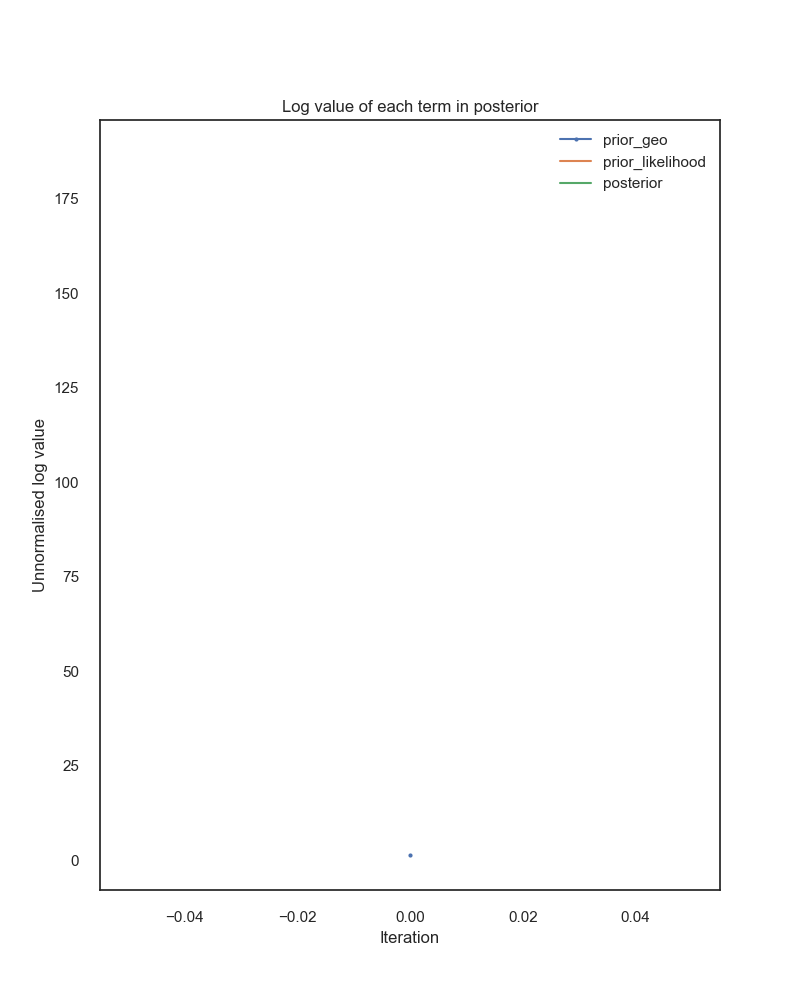 Log value of each term in posterior
prior_geo
prior_likelihood
posterior
175
150
125
100
75
50
25
0
Unnormalised log value
−0.04
−0.02
0.00
0.02
0.04
Iteration